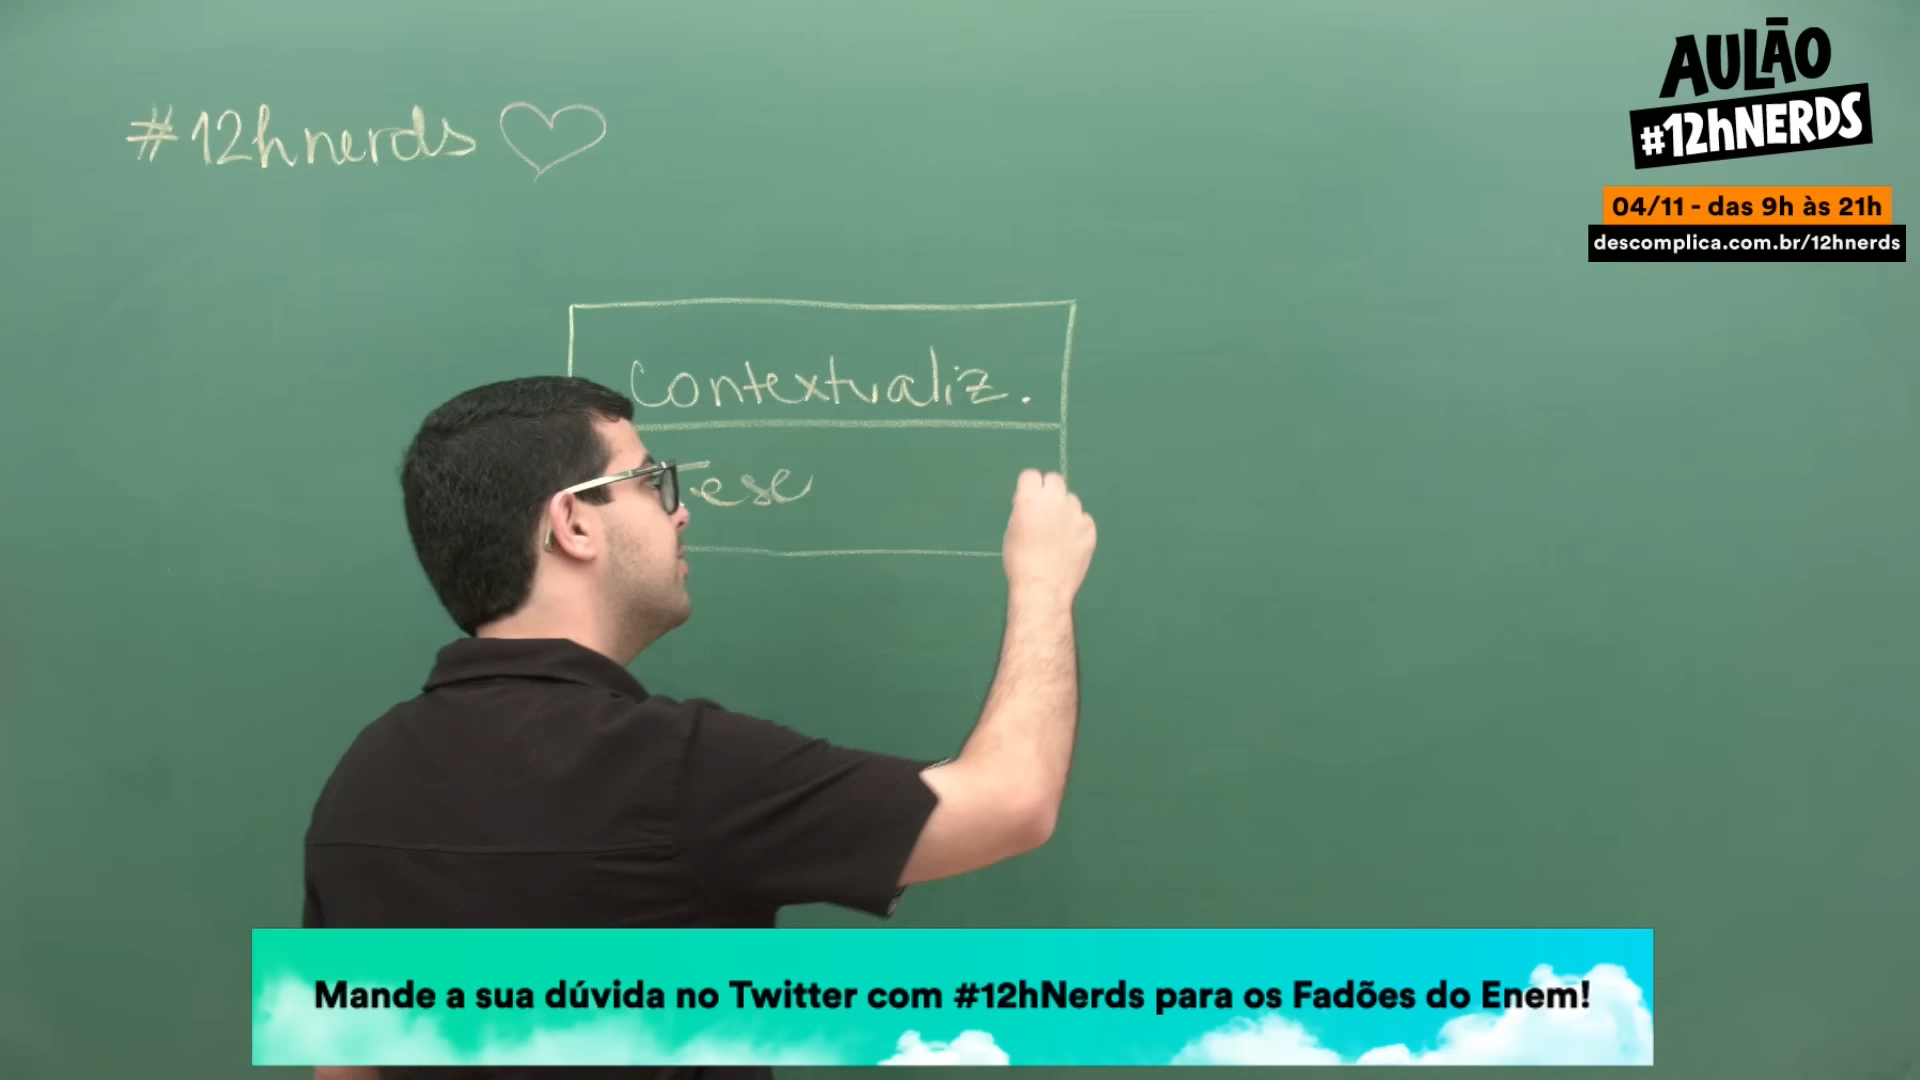 #12hnerds
AULÃO
#12hNERDS
04/11 - das 9h às 21h
descomplica.com.br/12hnerds
Contextualiz.
Tese
Mande a sua dúvida no Twitter com #12hNerds para os Fadões do Enem!